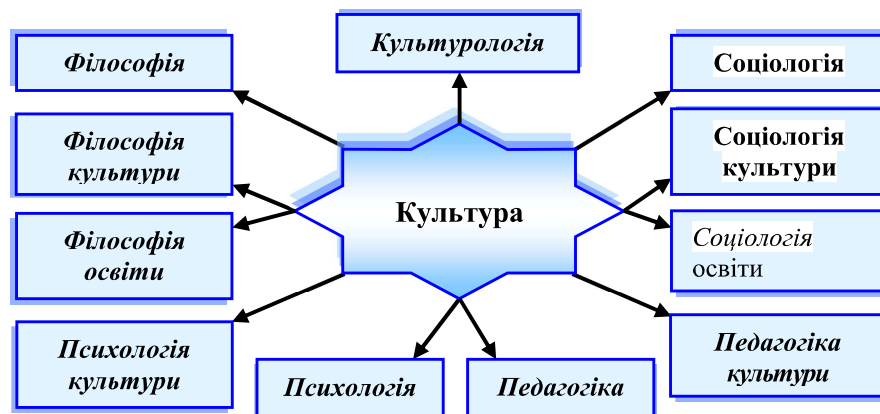 Культурологія
Філософія
Соціологія
Філософія
культури
Соціологія
культури
Культура
Філософія
освіти
Соціологія
освіти
Психологія
культури
Психологія
Педагогіка
Педагогіка
культури